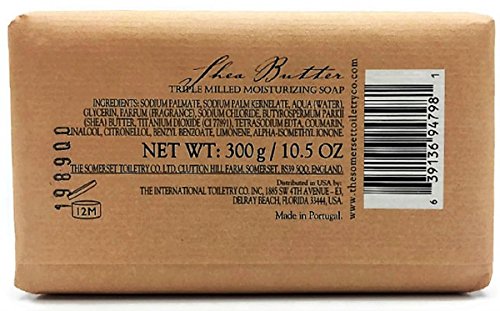 Shea Butter
TRIPLE MILLED MOISTURIZING SOAP
INGREDIENTS: SODIUM PALMATE, SODIUM PALM KERNELATE, AQUA (WATER),
GLYCERIN, PARFUM (FRAGRANCE), SODIUM CHLORIDE, BUTYROSPERMUM PARKII
(SHEA) BUTTER, TITANIUM DIOXIDE (CI 77891), TETRASODIUM EDTA, COUMARIN,
LINALOOL, CITRONELLOL, BENZYL BENZOATE, LIMONENE, ALPHA-ISOMETHYL IONONE.
NET WT: 300g / 10.5 OZ
THE SOMERSET TOILETRY CO. LTD, CLUTTON HILL FARM, SOMERSET, BS39 5QQ, ENGLAND.
Distributed in USA by:
THE INTERNATIONAL TOILETRY CO. INC, 1885 SW 4TH AVENUE - E1,
DELRAY BEACH, FLORIDA 33444, USA.
Made in Portugal.
www.thesomersettoiletryco.com
6 39136 94798 1
198900
12M